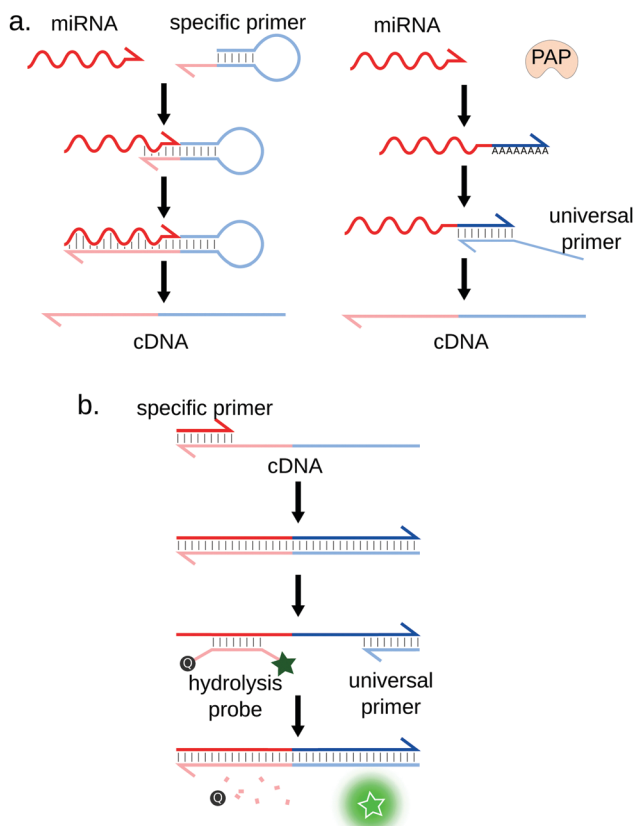 a.
miRNA
specific primer
miRNA
PAP
AAAAAAAA
universal
primer
cDNA
cDNA
b.
specific primer
cDNA
Q
hydrolysis
probe
universal
primer
Q